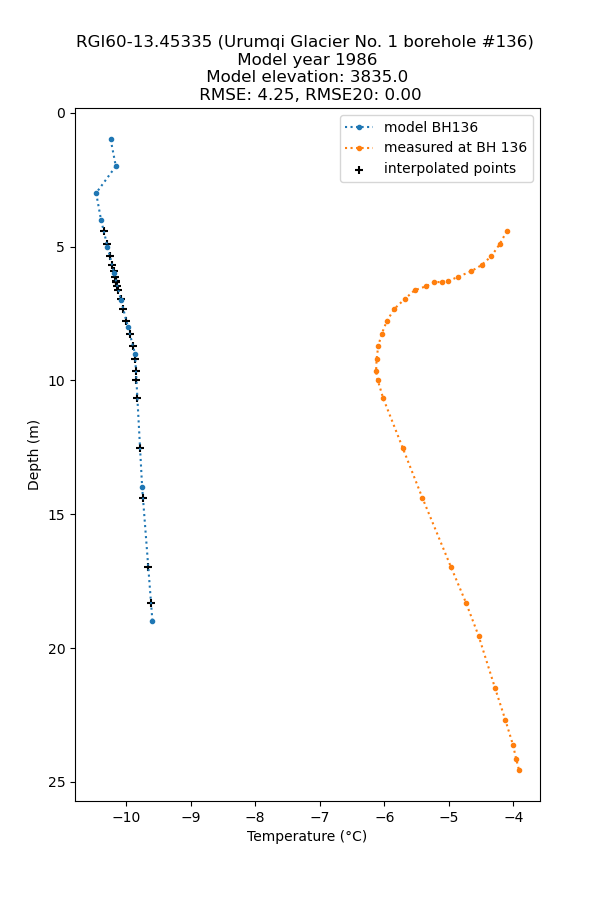 RGI60-13.45335 (Urumqi Glacier No. 1 borehole #136)
Model year 1986
Model elevation: 3835.0
RMSE: 4.25, RMSE20: 0.00
model BH136
measured at BH 136
interpolated points
0
5
10
15
20
25
Depth (m)
−10
−9
−8
−7
−6
−5
−4
Temperature (°C)